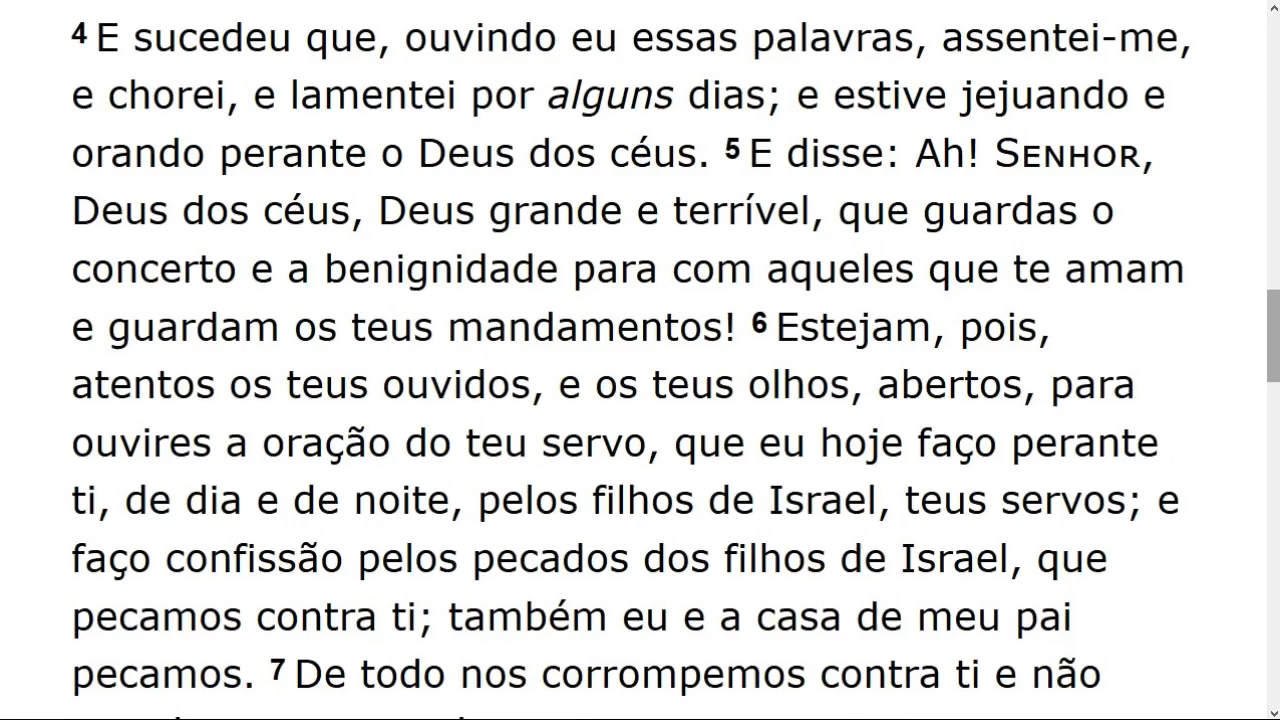 4 E sucedeu que, ouvindo eu essas palavras, assentei-me,
e chorei, e lamentei por alguns dias; e estive jejuando e
orando perante o Deus dos céus. 5 E disse: Ah! SENHOR,
Deus dos céus, Deus grande e terrível, que guardas o
concerto e a benignidade para com aqueles que te amam
e guardam os teus mandamentos! 6 Estejam, pois,
atentos os teus ouvidos, e os teus olhos, abertos, para
ouvires a oração do teu servo, que eu hoje faço perante
ti, de dia e de noite, pelos filhos de Israel, teus servos; e
faço confissão pelos pecados dos filhos de Israel, que
pecamos contra ti; também eu e a casa de meu pai
pecamos. 7 De todo nos corrompemos contra ti e não